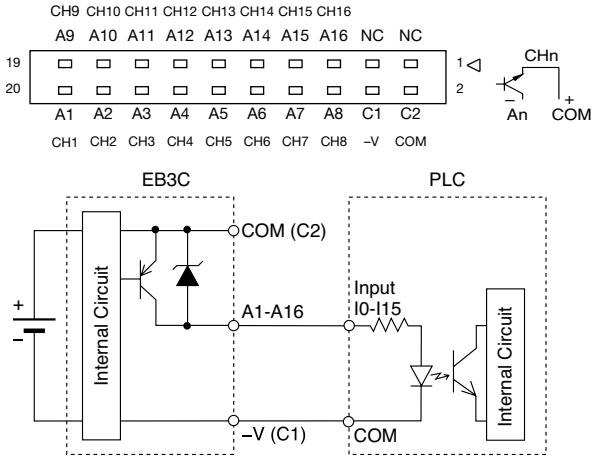 CH9 CH10 CH11 CH12 CH13 CH14 CH15 CH16
A9 A10 A11 A12 A13 A14 A15 A16 NC NC
19 1
20 2
A1 A2 A3 A4 A5 A6 A7 A8 C1 C2
CH1 CH2 CH3 CH4 CH5 CH6 CH7 CH8 –V COM
CHn
– +
An COM
EB3C PLC
COM (C2)
Internal Circuit
+
–
A1-A16
Input
I0-I15
Internal Circuit
–V (C1) COM